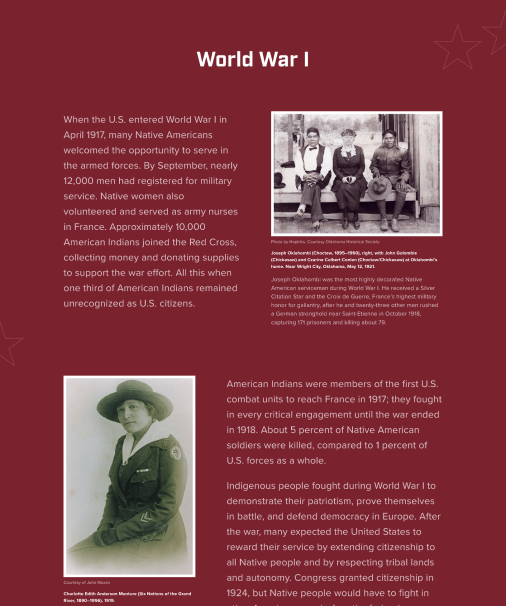 World War I
When the U.S. entered World War I in
April 1917, many Native Americans
welcomed the opportunity to serve in
the armed forces. By September, nearly
12,000 men had registered for military
service. Native women also
volunteered and served as army nurses
in France. Approximately 10,000
American Indians joined the Red Cross,
collecting money and donating supplies
to support the war effort. All this when
one third of American Indians remained
unrecognized as U.S. citizens.
Photo by Hopkins. Courtesy Oklahoma Historical Society
Joseph Oklahombi (Choctaw, 1895–1960), right, with John Golombie
(Chickasaw) and Czarina Colbert Conlan (Choctaw/Chickasaw) at Oklahombi's
home. Near Wright City, Oklahoma, May 12, 1921.
Joseph Oklahombi was the most highly decorated Native
American serviceman during World War I. He received a Silver
Citation Star and the Croix de Guerre, France's highest military
honor for gallantry, after he and twenty-three other men rushed
a German stronghold near Saint-Etienne in October 1918,
capturing 171 prisoners and killing about 79.
American Indians were members of the first U.S.
combat units to reach France in 1917; they fought
in every critical engagement until the war ended
in 1918. About 5 percent of Native American
soldiers were killed, compared to 1 percent of
U.S. forces as a whole.
Indigenous people fought during World War I to
demonstrate their patriotism, prove themselves
in battle, and defend democracy in Europe. After
the war, many expected the United States to
reward their service by extending citizenship to
all Native people and by respecting tribal lands
and autonomy. Congress granted citizenship in
1924, but Native people would have to fight in
Courtesy of John Moses
Charlotte Edith Anderson Monture (Six Nations of the Grand
River, 1890–1996), 1918.